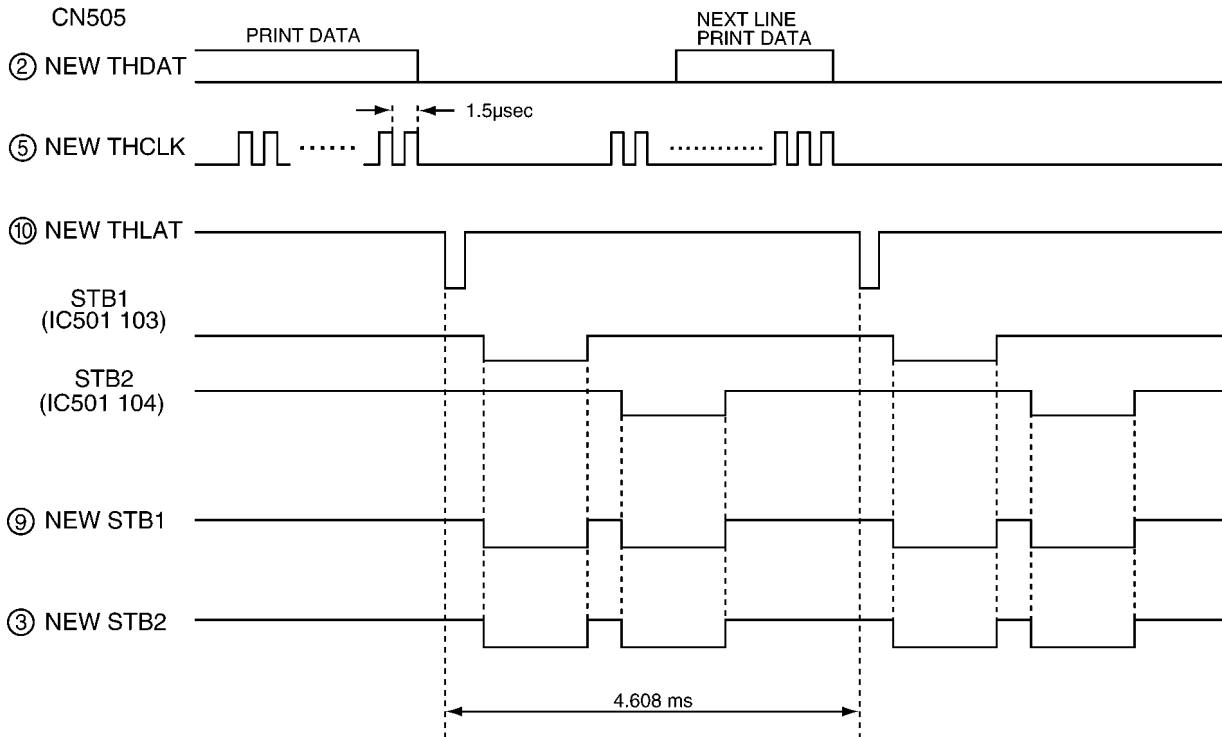 CN505
PRINT DATA
NEXT LINE
PRINT DATA
② NEW THDAT
1.5μsec
⑤ NEW THCLK
⑩ NEW THLAT
STB1
(IC501 103)
STB2
(IC501 104)
⑨ NEW STB1
③ NEW STB2
4.608 ms